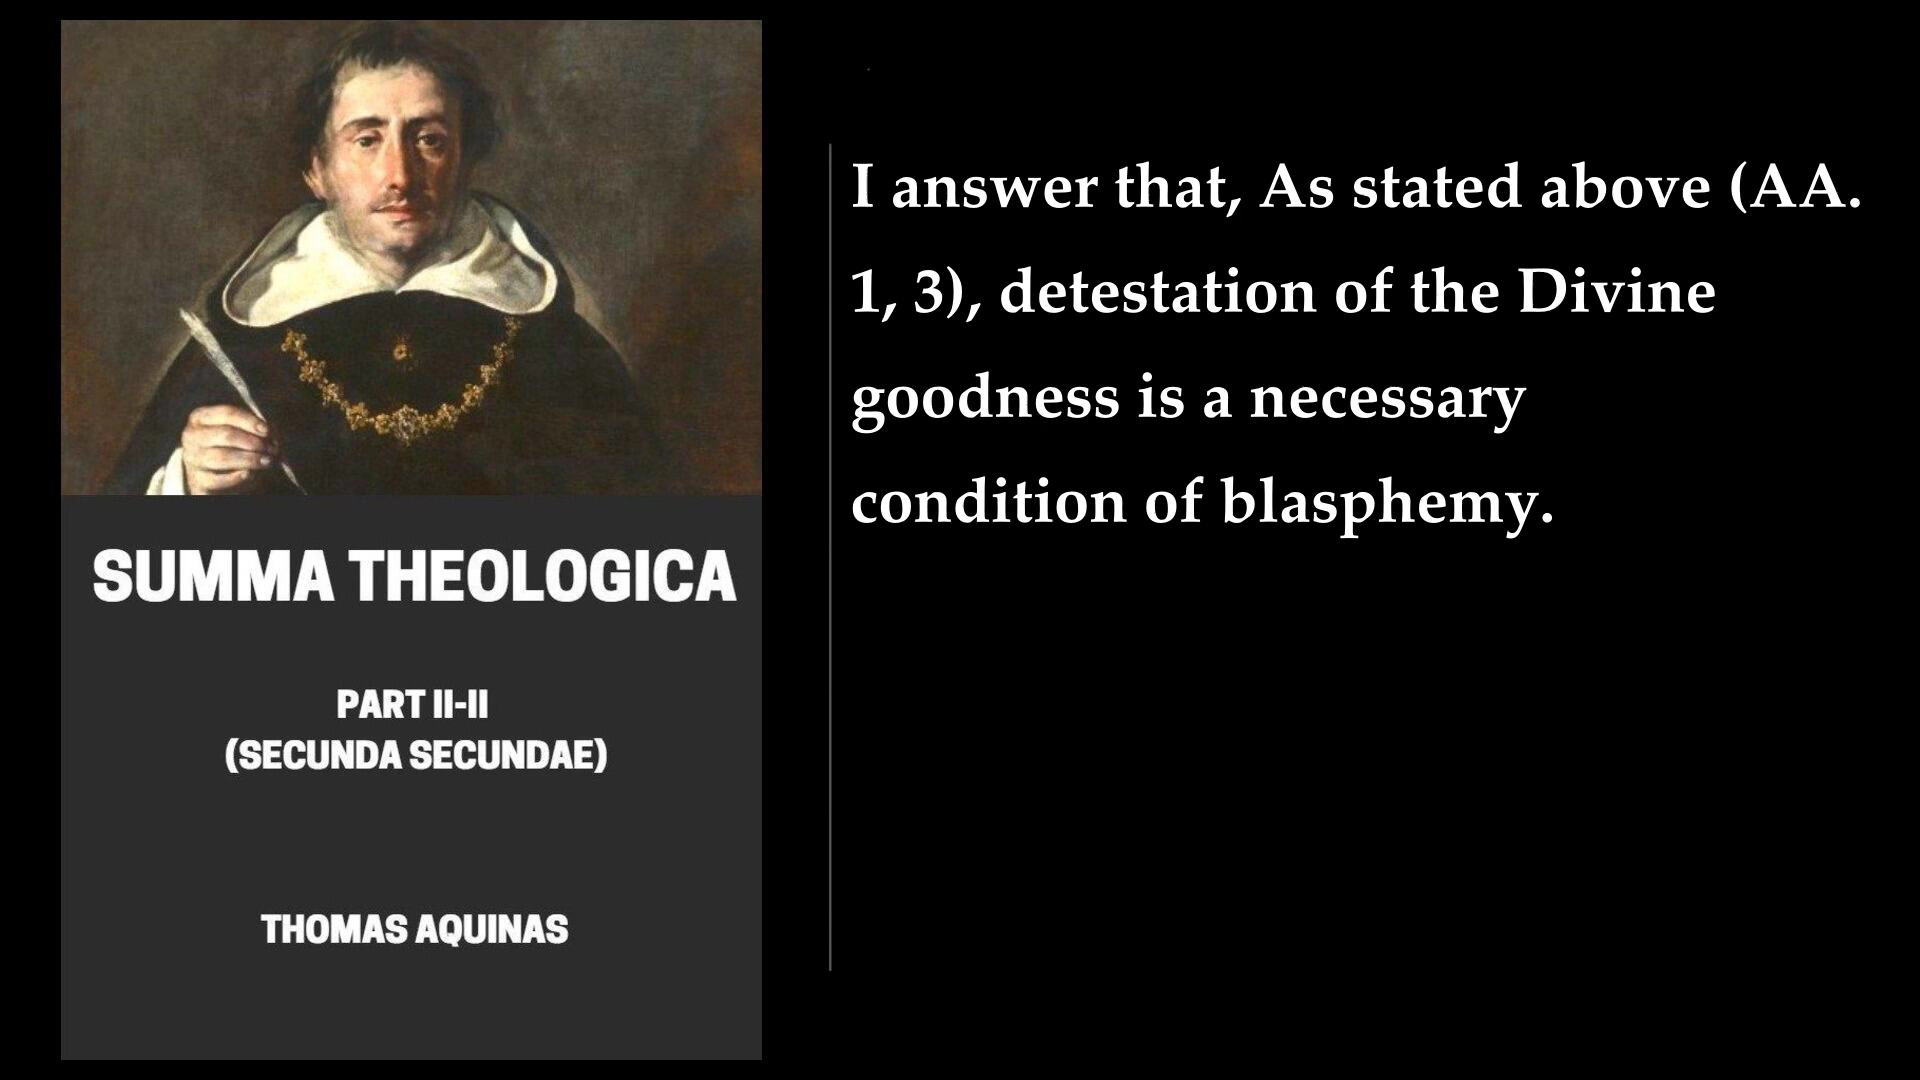 SUMMA THEOLOGICA
PART II-II
(SECUNDA SECUNDAE)
THOMAS AQUINAS
I answer that, As stated above (AA.
1, 3), detestation of the Divine
goodness is a necessary
condition of blasphemy.